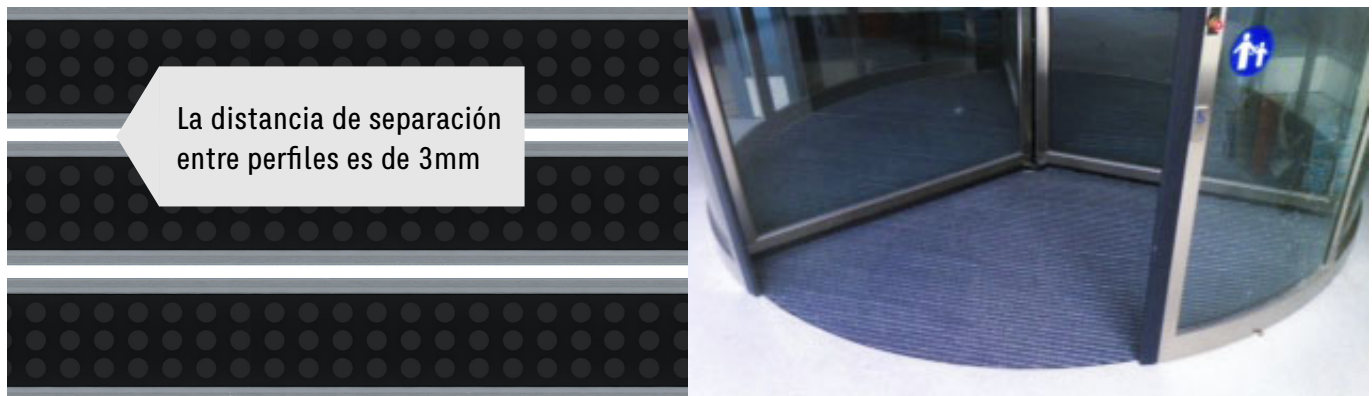 La distancia de separación
entre perfiles es de 3mm